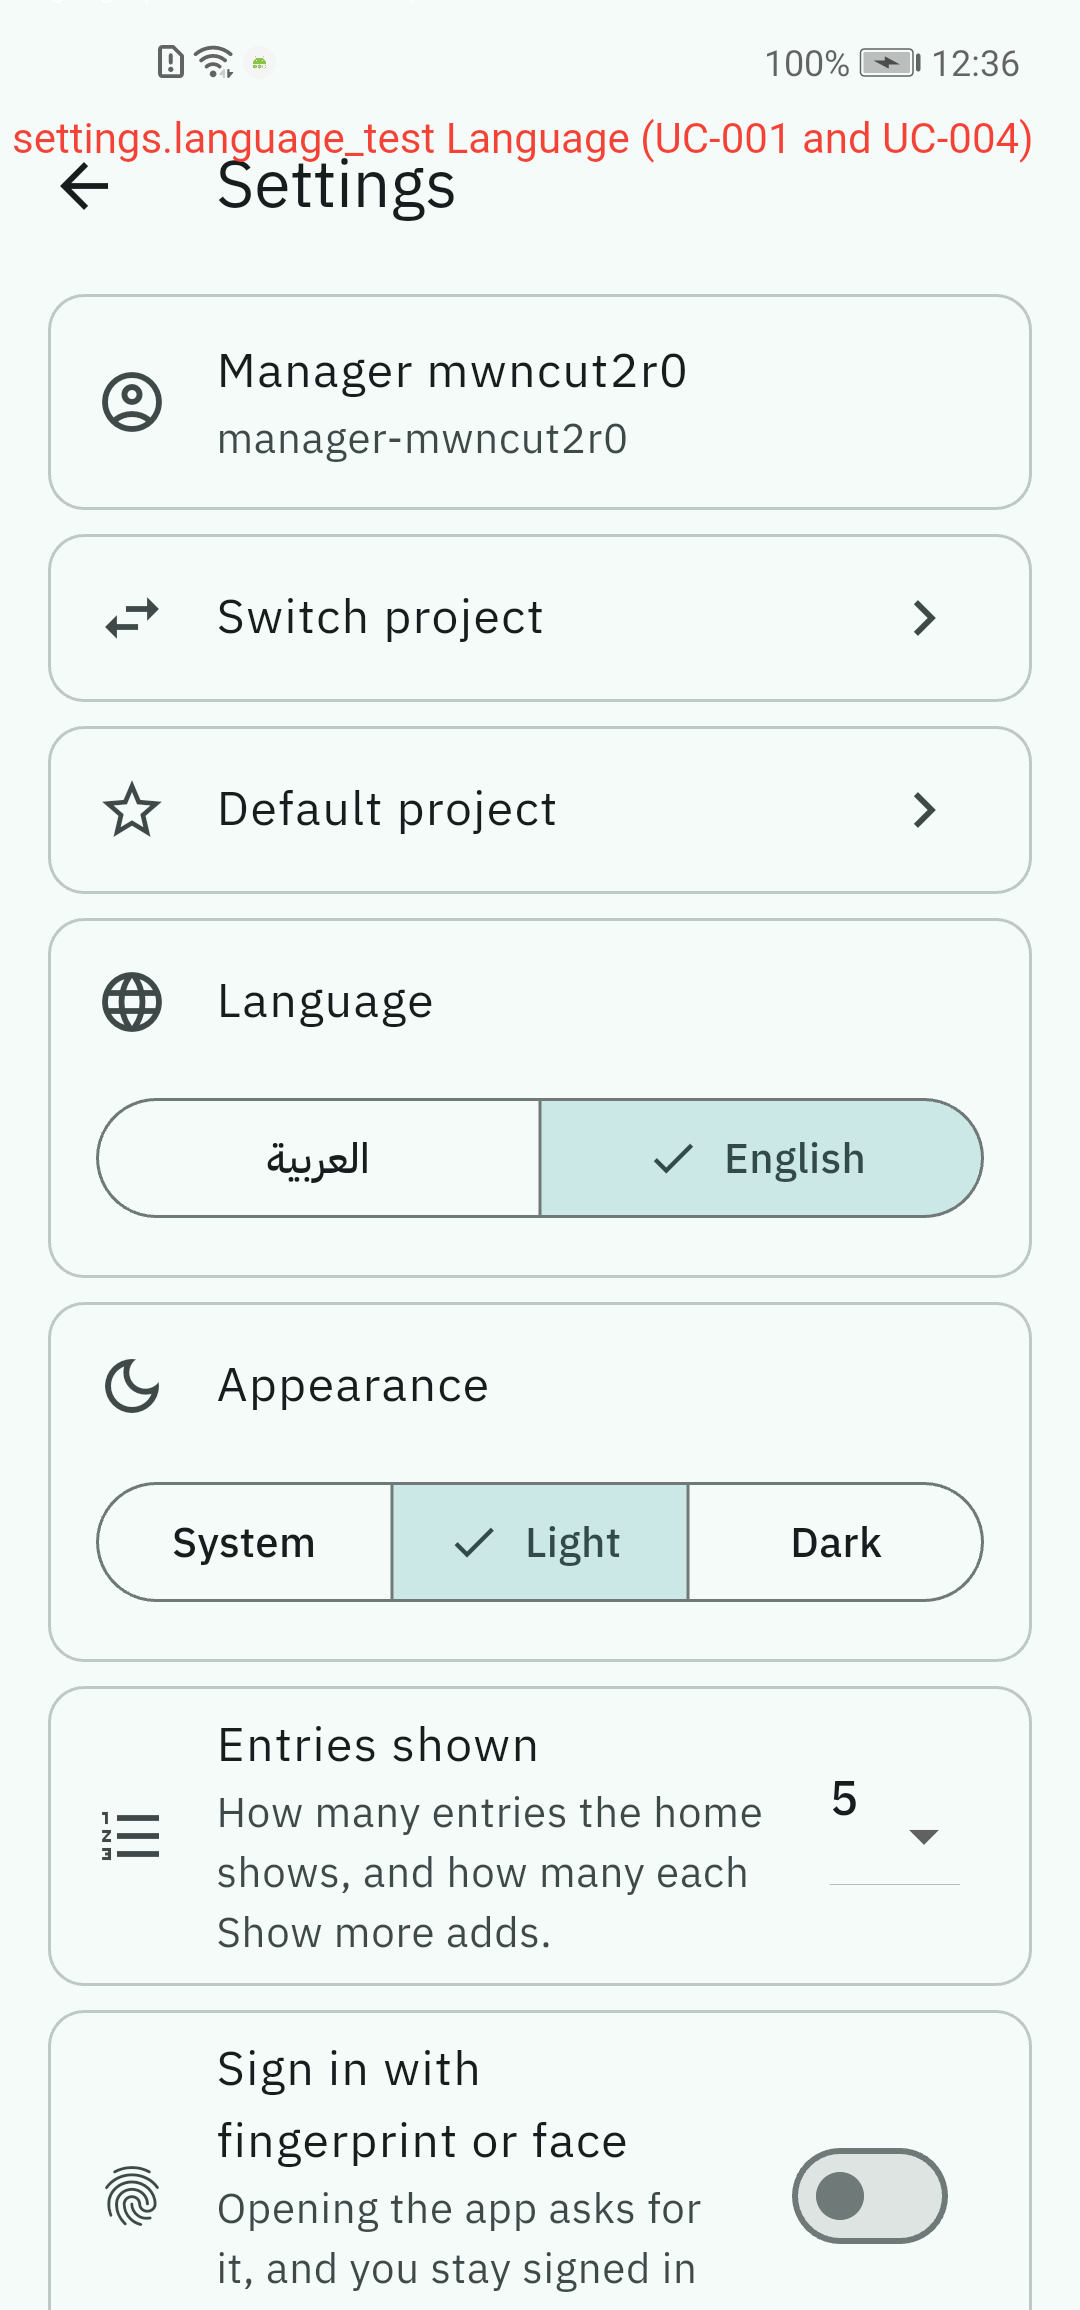 100% 12:36
settings.language_test Language (UC-001 and UC-004)
Settings
Manager mwncut2r0
manager-mwncut2r0
Switch project
Default project
Language
العربية
English
Appearance
System
Light
Dark
Entries shown
How many entries the home
shows, and how many each
Show more adds.
5
Sign in with
fingerprint or face
Opening the app asks for
it, and you stay signed in